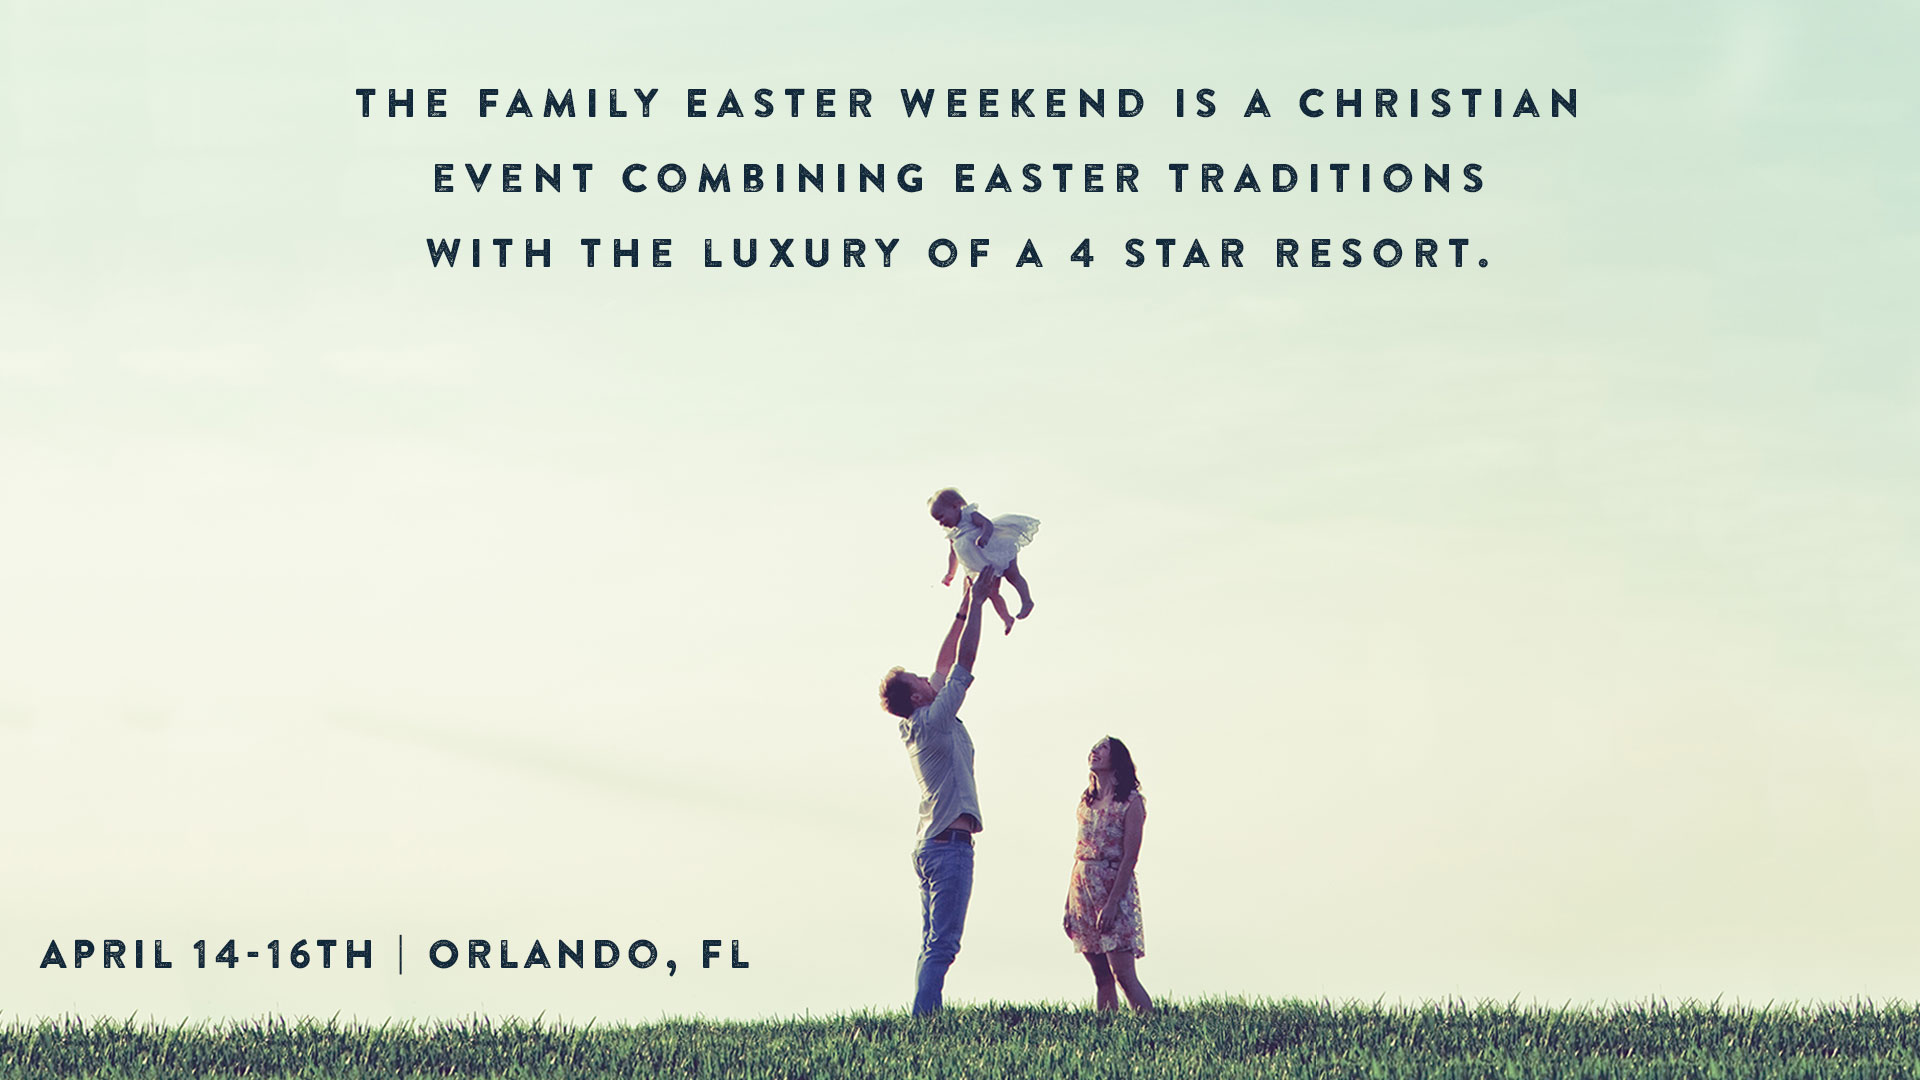 THE FAMILY EASTER WEEKEND IS A CHRISTIAN
EVENT COMBINING EASTER TRADITIONS
WITH THE LUXURY OF A 4 STAR RESORT.
APRIL 14-16TH | ORLANDO, FL